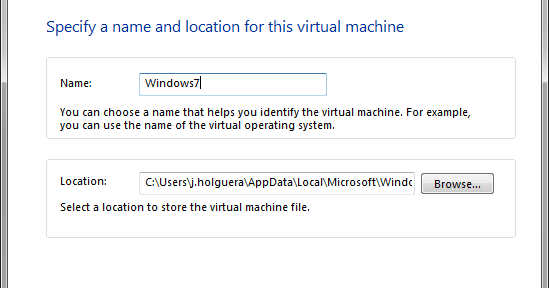 Specify a name and location for this virtual machine
Name: Windows7
You can choose a name that helps you identify the virtual machine. For example,
you can use the name of the virtual operating system.
Location: C:\Users\j.holguera\AppData\Local\Microsoft\Windo Browse...
Select a location to store the virtual machine file.